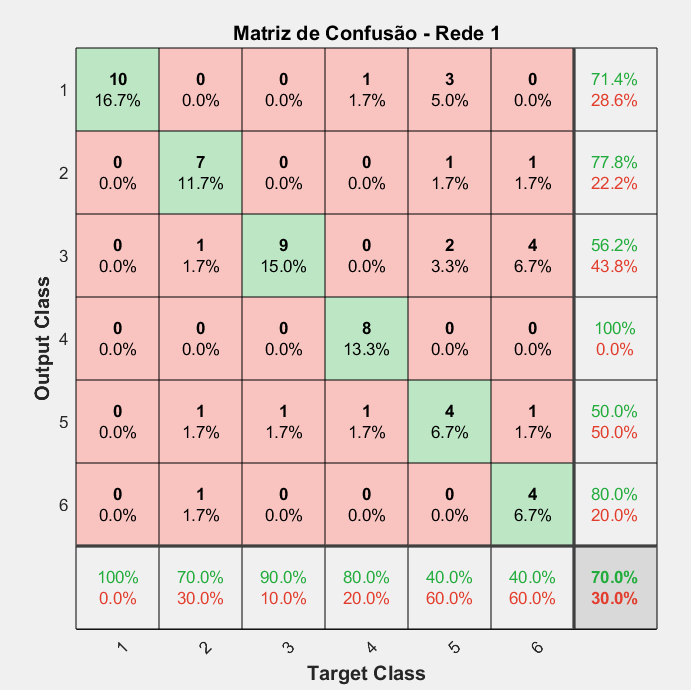 Matriz de Confusão - Rede 1
1 10 0 0 1 3 0 71.4%
16.7% 0.0% 0.0% 1.7% 5.0% 0.0% 28.6%
2 0 7 0 0 1 1 77.8%
0.0% 11.7% 0.0% 0.0% 1.7% 1.7% 22.2%
3 0 1 9 0 2 4 56.2%
0.0% 1.7% 15.0% 0.0% 3.3% 6.7% 43.8%
4 0 0 0 8 0 0 100%
0.0% 0.0% 0.0% 13.3% 0.0% 0.0% 0.0%
5 0 1 1 1 4 1 50.0%
0.0% 1.7% 1.7% 1.7% 6.7% 1.7% 50.0%
6 0 1 0 0 0 4 80.0%
0.0% 1.7% 0.0% 0.0% 0.0% 6.7% 20.0%
100% 70.0% 90.0% 80.0% 40.0% 40.0% 70.0%
0.0% 30.0% 10.0% 20.0% 60.0% 60.0% 30.0%
1 2 3 4 5 6
Target Class
Output Class